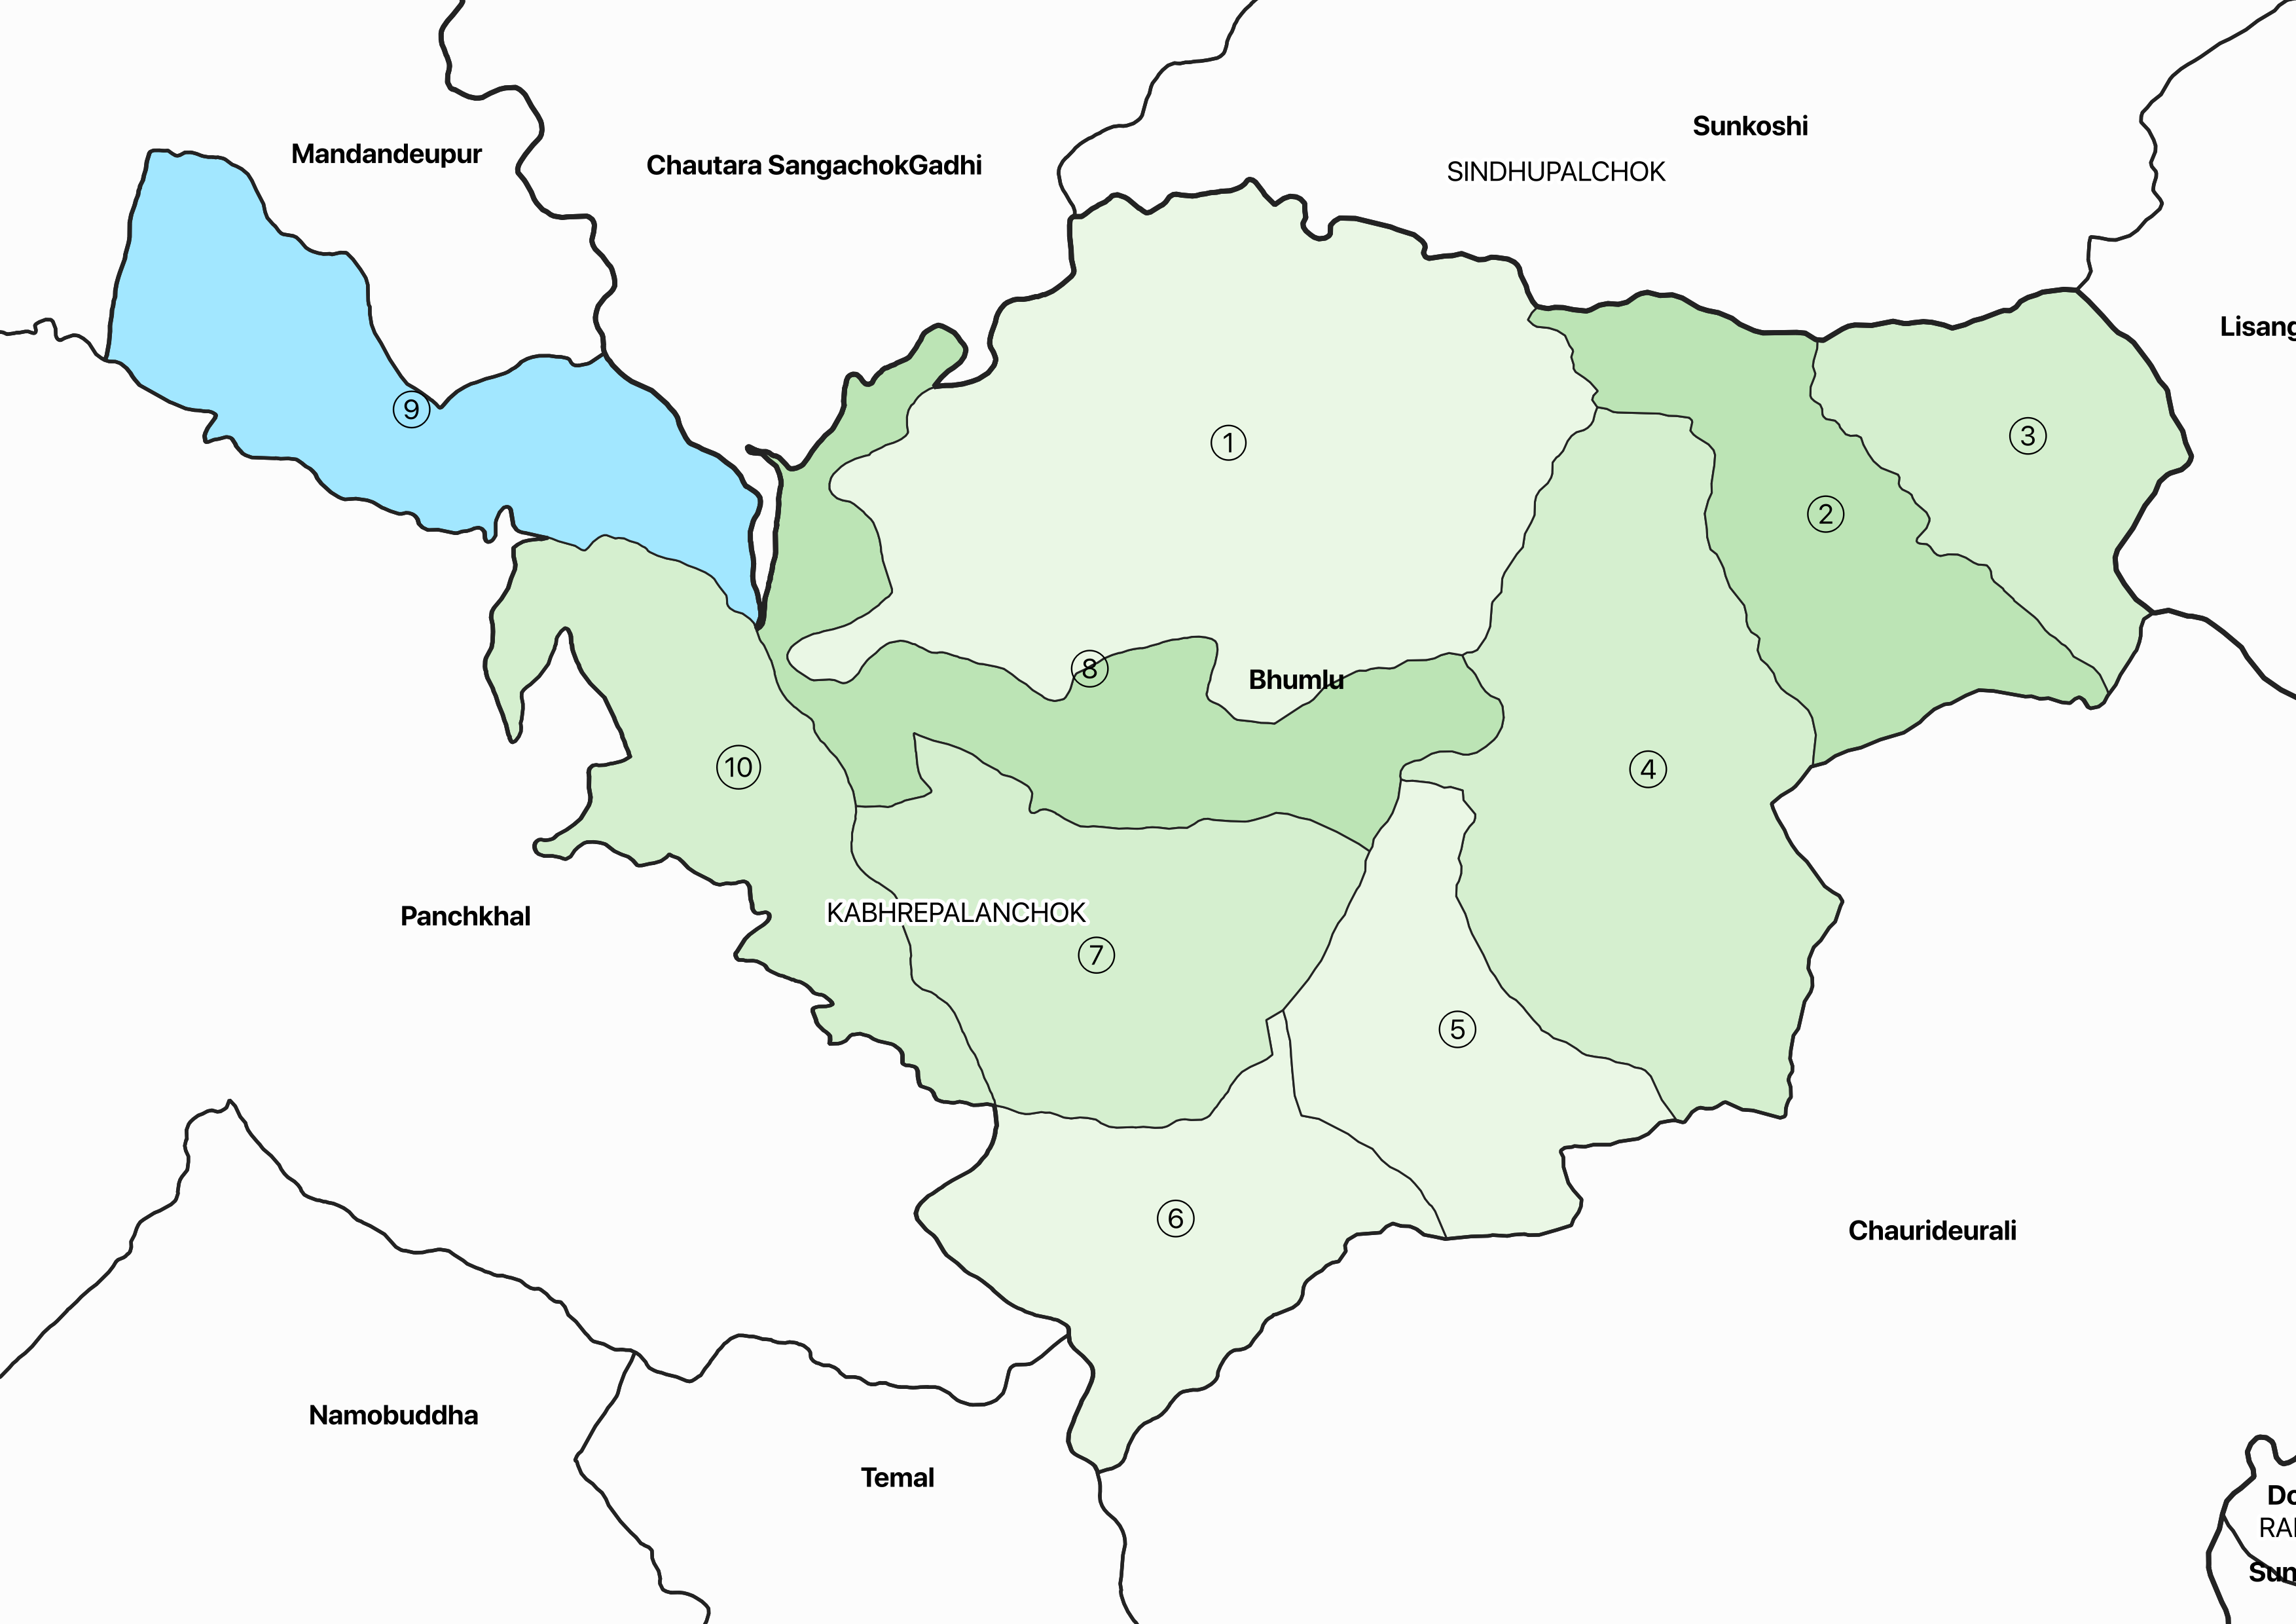 Sunkoshi
Mandandeupur
Chautara SangachokGadhi
SINDHUPALCHOK
Lisang
9
1
3
2
8
Bhumlu
10
4
Panchkhal
KABHREPALANCHOK
7
5
6
Chaurideurali
Namobuddha
Temal
Do
RAI
Sun